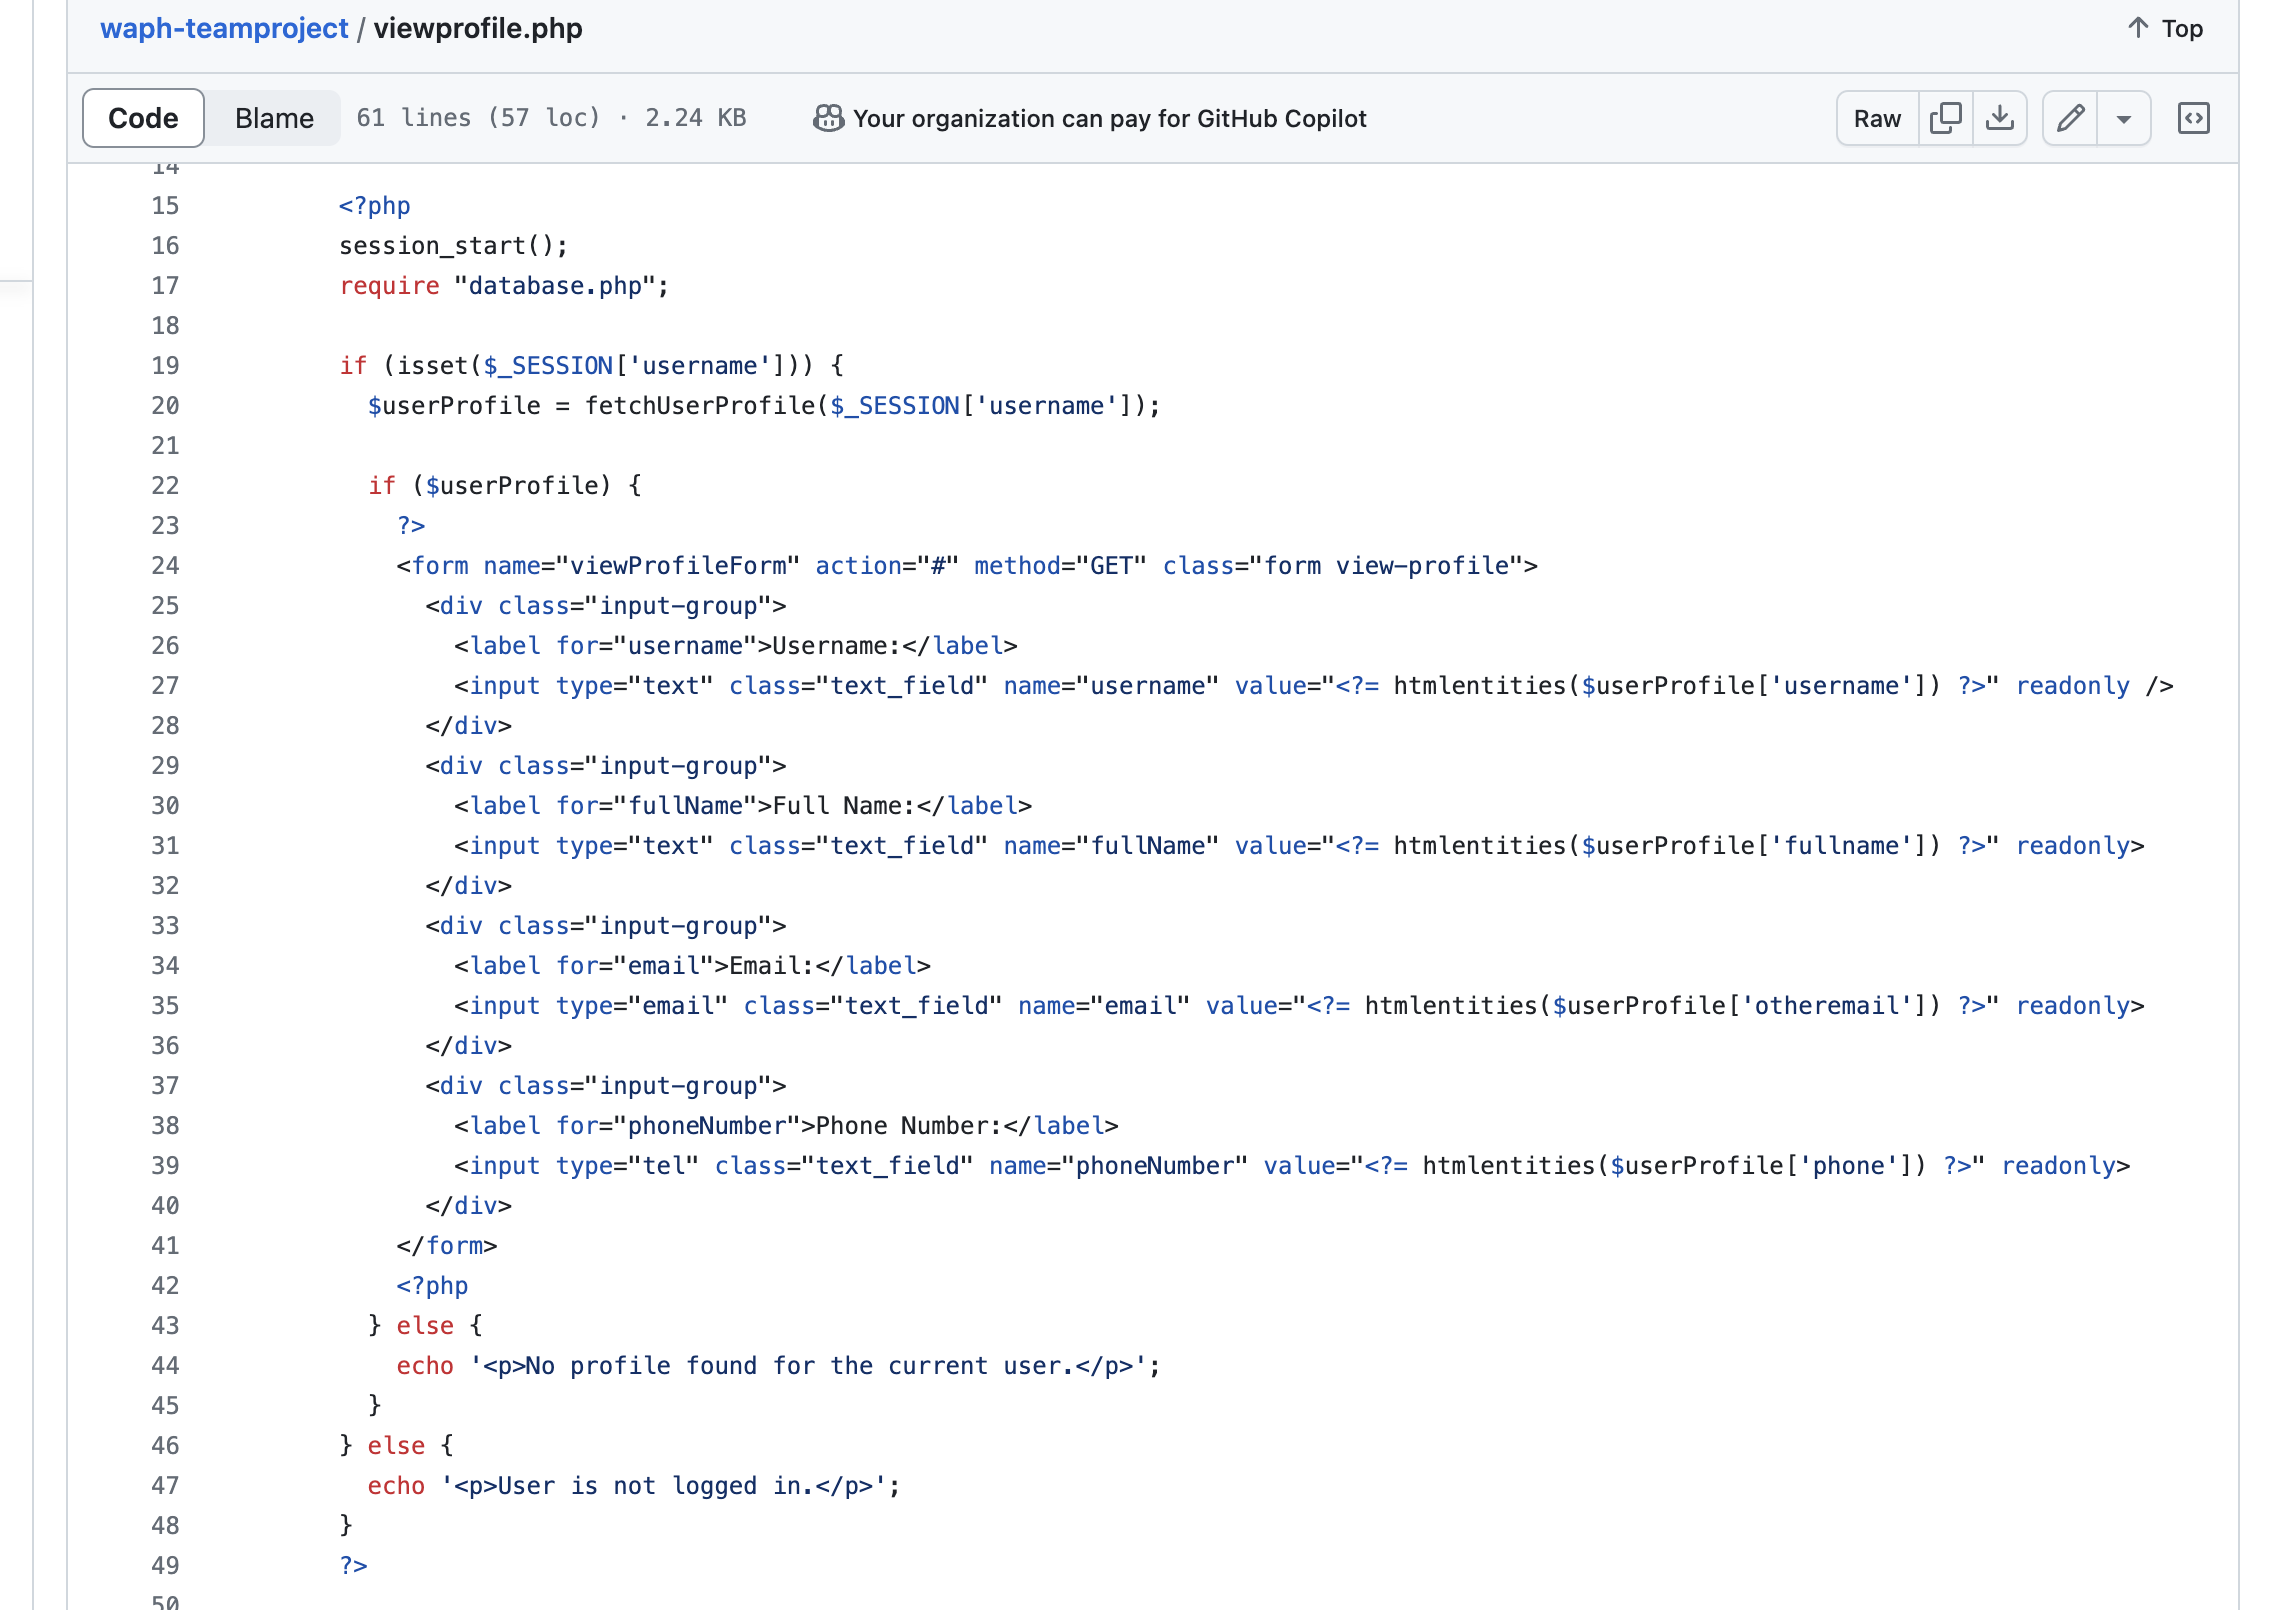 waph-teamproject / viewprofile.php
Top
Code Blame 61 lines (57 loc) · 2.24 KB Your organization can pay for GitHub Copilot Raw
14
15 <?php
16 session_start();
17 require "database.php";
18
19 if (isset($_SESSION['username'])) {
20 $userProfile = fetchUserProfile($_SESSION['username']);
21
22 if ($userProfile) {
23 ?>
24 <form name="viewProfileForm" action="#" method="GET" class="form view-profile">
25 <div class="input-group">
26 <label for="username">Username:</label>
27 <input type="text" class="text_field" name="username" value="<?= htmlentities($userProfile['username']) ?>" readonly />
28 </div>
29 <div class="input-group">
30 <label for="fullName">Full Name:</label>
31 <input type="text" class="text_field" name="fullName" value="<?= htmlentities($userProfile['fullname']) ?>" readonly>
32 </div>
33 <div class="input-group">
34 <label for="email">Email:</label>
35 <input type="email" class="text_field" name="email" value="<?= htmlentities($userProfile['otheremail']) ?>" readonly>
36 </div>
37 <div class="input-group">
38 <label for="phoneNumber">Phone Number:</label>
39 <input type="tel" class="text_field" name="phoneNumber" value="<?= htmlentities($userProfile['phone']) ?>" readonly>
40 </div>
41 </form>
42 <?php
43 } else {
44 echo '<p>No profile found for the current user.</p>';
45 }
46 } else {
47 echo '<p>User is not logged in.</p>';
48 }
49 ?>
50